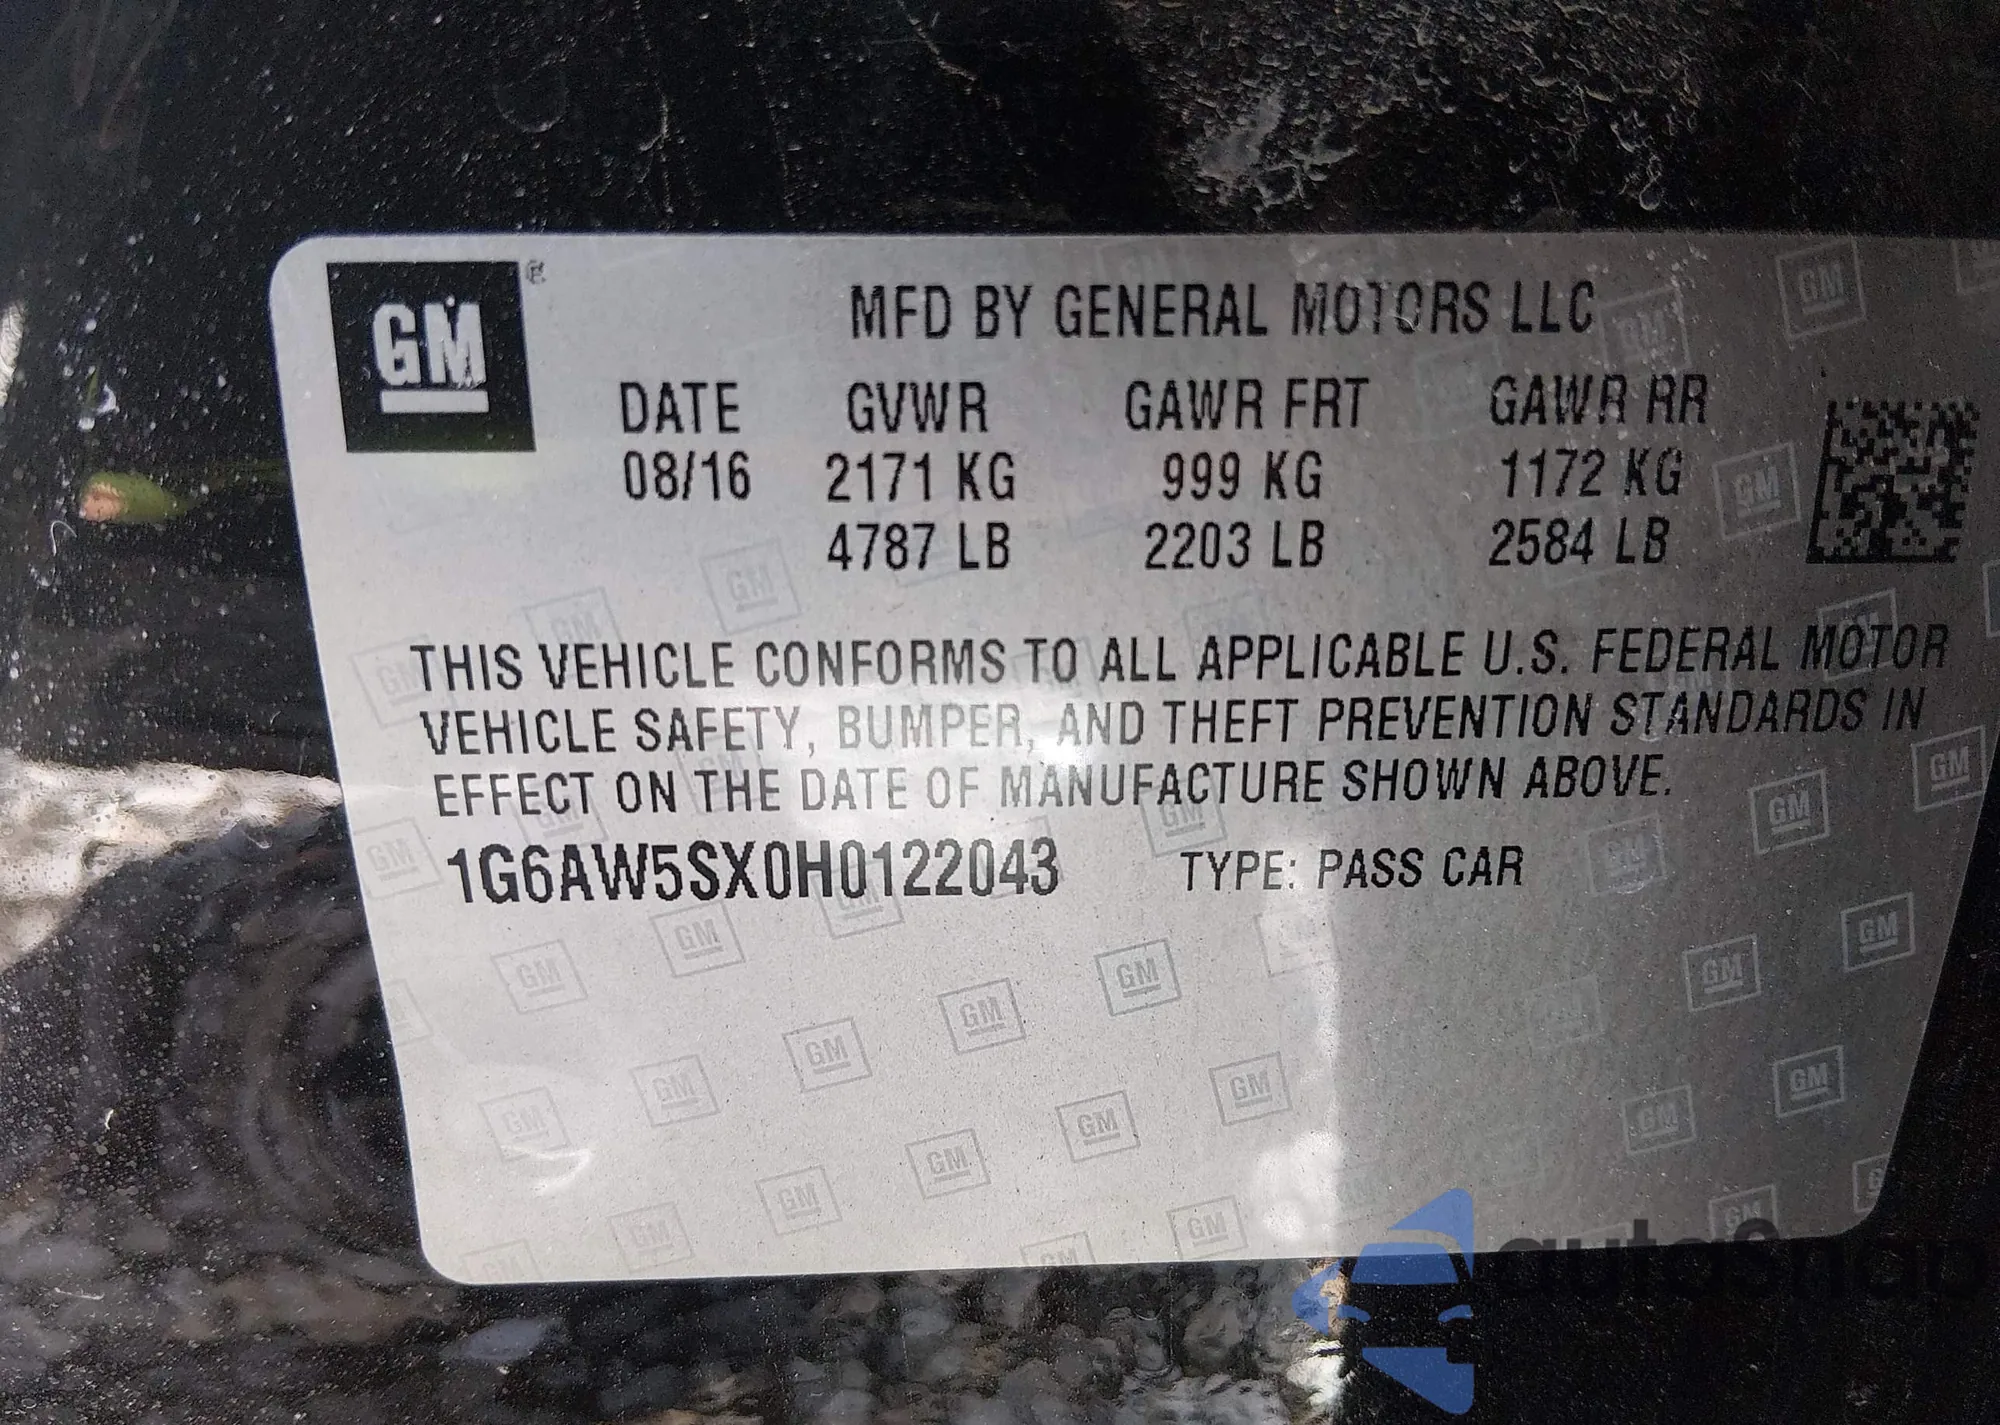 GM
MFD BY GENERAL MOTORS LLC
DATE GVWR GAWR FRT GAWR RR
08/16 2171 KG 999 KG 1172 KG
4787 LB 2203 LB 2584 LB
THIS VEHICLE CONFORMS TO ALL APPLICABLE U.S. FEDERAL MOTOR
VEHICLE SAFETY, BUMPER, AND THEFT PREVENTION STANDARDS IN
EFFECT ON THE DATE OF MANUFACTURE SHOWN ABOVE.
1G6AW5SX0H0122043 TYPE: PASS CAR